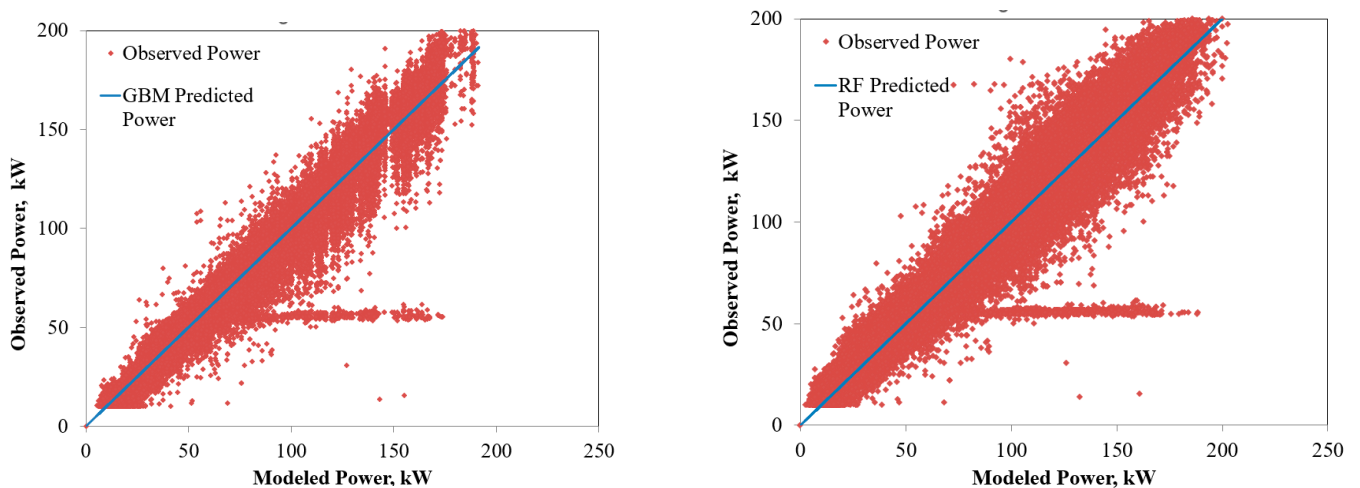 200
150
100
50
0
Observed Power, kW
Observed Power
GBM Predicted
Power
0 50 100 150 200 250
Modeled Power, kW
200
150
100
50
0
Observed Power, kW
Observed Power
RF Predicted
Power
0 50 100 150 200 250
Modeled Power, kW